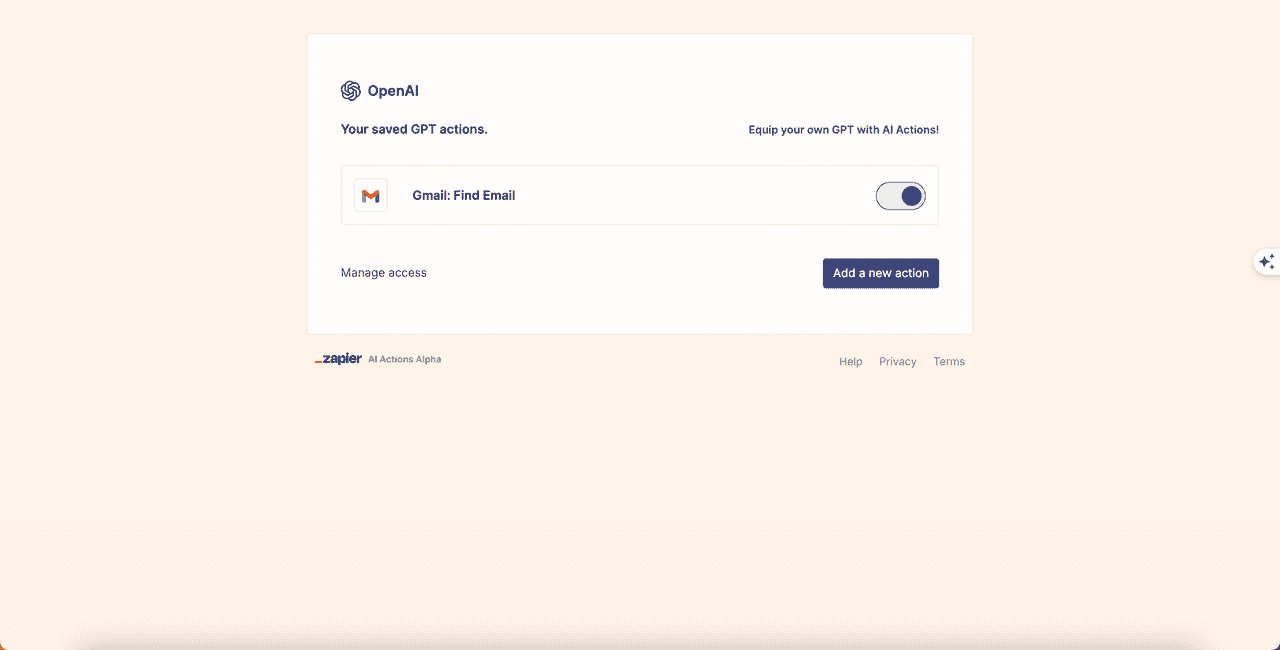 OpenAI
Your saved GPT actions.
Equip your own GPT with AI Actions!
Gmail: Find Email
Manage access
Add a new action
_zapier AI Actions Alpha
Help Privacy Terms